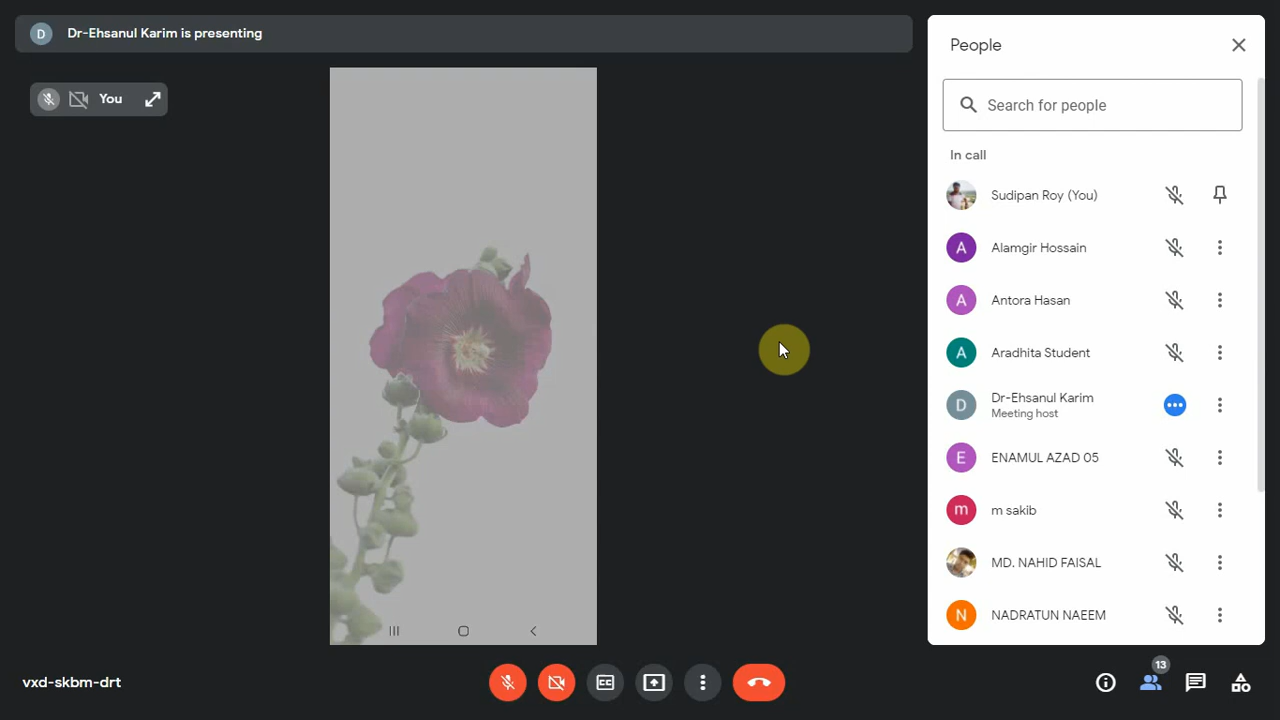 D Dr-Ehsanul Karim is presenting
You
People
Search for people
In call
Sudipan Roy (You)
A Alamgir Hossain
A Antora Hasan
A Aradhita Student
D Dr-Ehsanul Karim
Meeting host
E ENAMUL AZAD 05
m m sakib
MD. NAHID FAISAL
N NADRATUN NAEEM
vxd-skbm-drt
CC
13